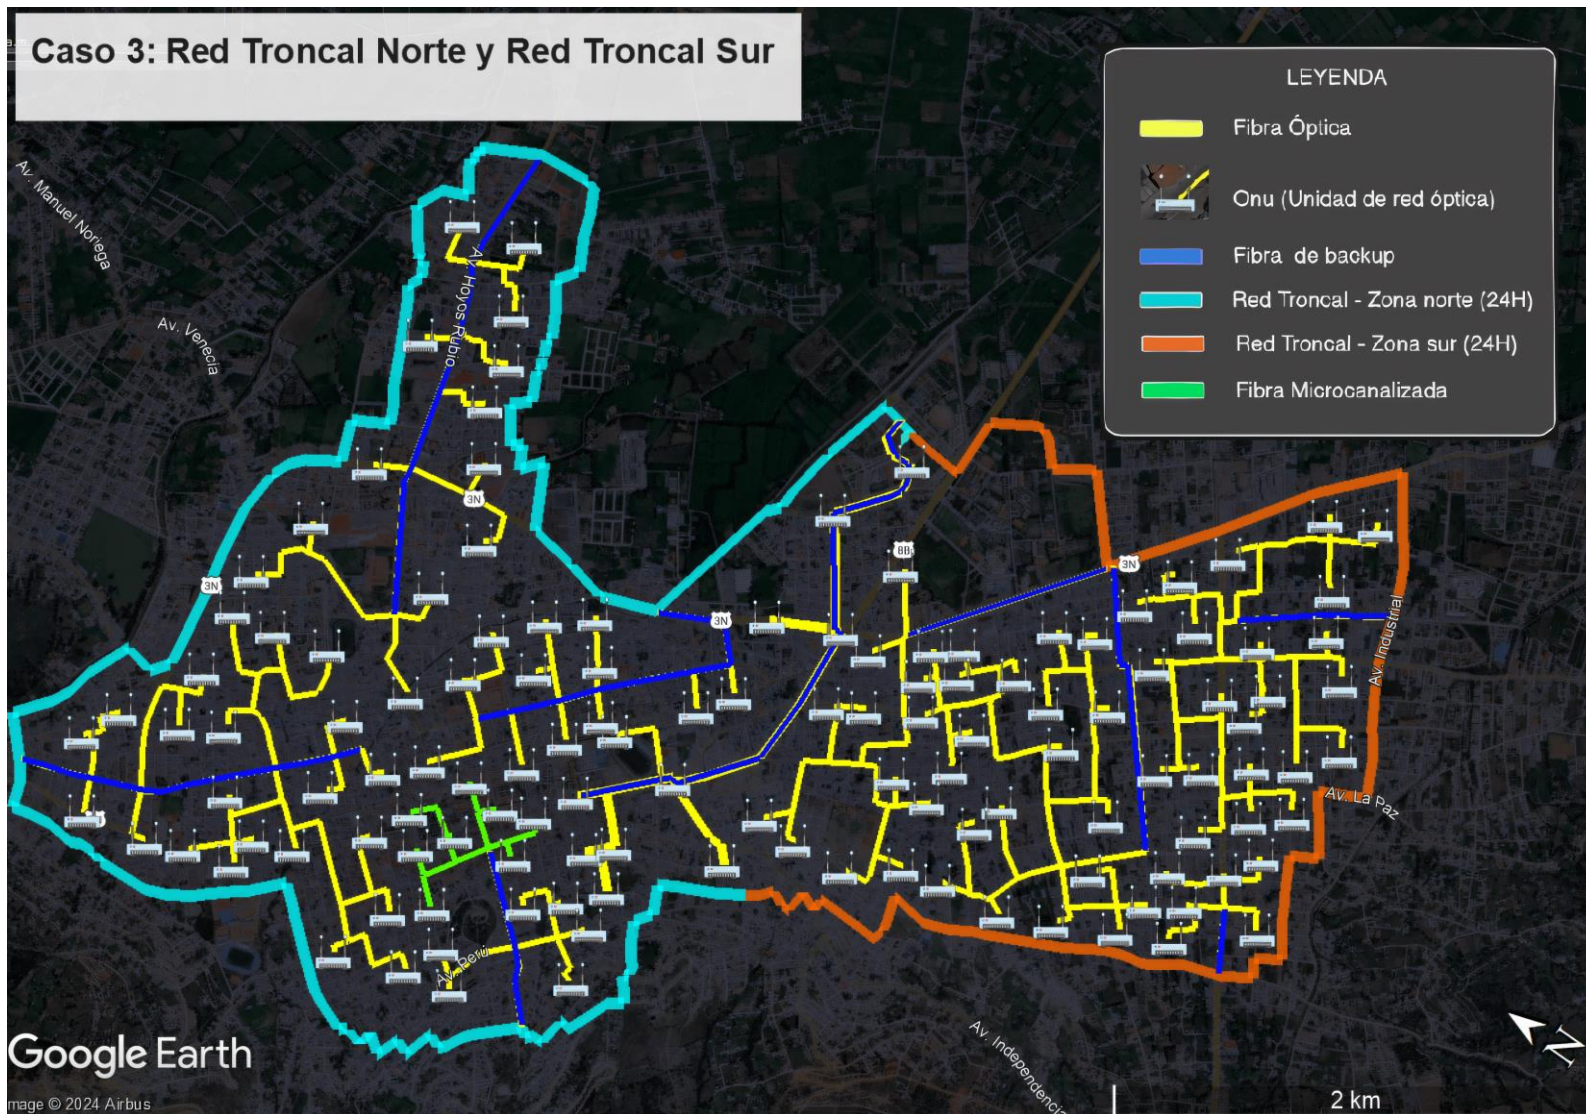 Caso 3: Red Troncal Norte y Red Troncal Sur
LEYENDA
Fibra Óptica
Onu (Unidad de red óptica)
Fibra de backup
Red Troncal - Zona norte (24H)
Red Troncal - Zona sur (24H)
Fibra Microcanalizada
Av. Manuel Noriega
Av. Venecia
Av. Hoyos Rubio
3N
8B
3N
3N
3N
Av. Industrial
Av. La Paz
Av. Perú
Av. Independencia
Google Earth
mage © 2024 Airbus
2 km
N